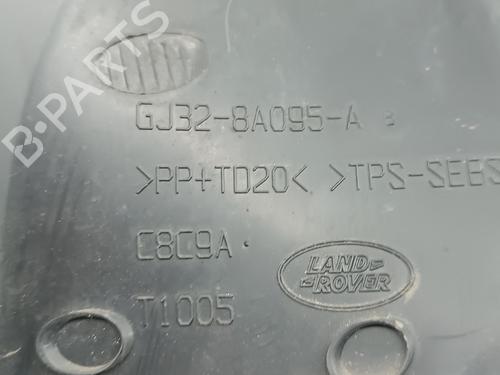 B-PARTS
GJ32-8A095-A B
>PP+TD20< >TPS-SEBS
C8C9A
LAND
ROVER
T1005